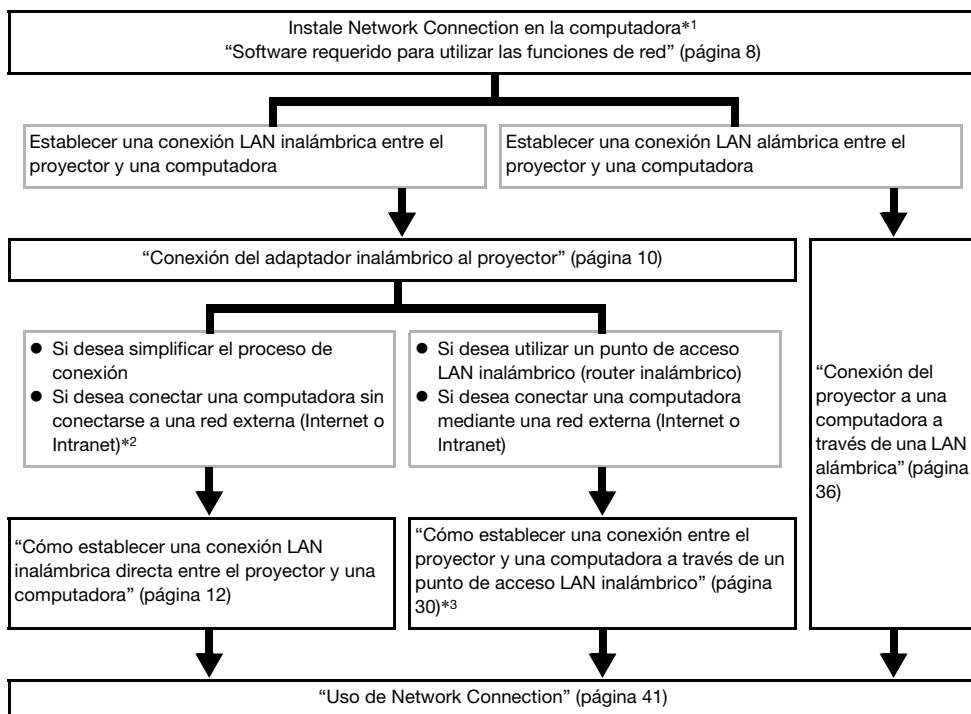 Instale Network Connection en la computadora*1
“Software requerido para utilizar las funciones de red” (página 8)
Establecer una conexión LAN inalámbrica entre el
proyector y una computadora
Establecer una conexión LAN alámbrica entre el
proyector y una computadora
“Conexión del adaptador inalámbrico al proyector” (página 10)
● Si desea simplificar el proceso de
conexión
● Si desea conectar una computadora sin
conectarse a una red externa (Internet o
Intranet)*2
● Si desea utilizar un punto de acceso
LAN inalámbrico (router inalámbrico)
● Si desea conectar una computadora
mediante una red externa (Internet o
Intranet)
“Conexión del
proyector a una
computadora a
través de una LAN
alámbrica” (página
36)
“Cómo establecer una conexión LAN
inalámbrica directa entre el proyector y una
computadora” (página 12)
“Cómo establecer una conexión entre el
proyector y una computadora a través de un
punto de acceso LAN inalámbrico” (página
30)*3
“Uso de Network Connection” (página 41)